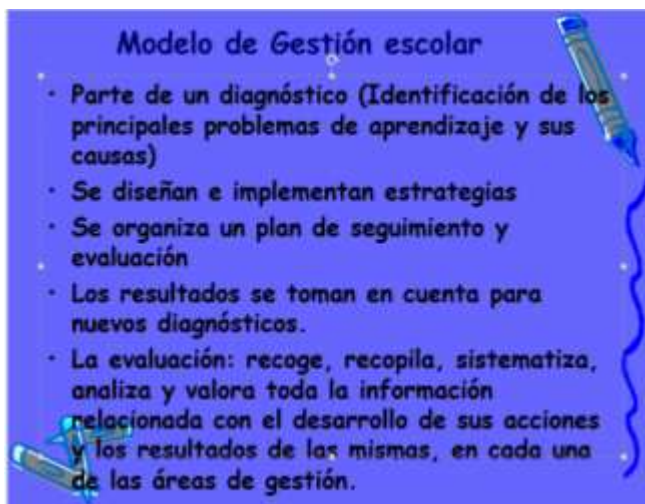 Modelo de Gestión escolar
· Parte de un diagnóstico (Identificación de los
principales problemas de aprendizaje y sus
causas)
· Se diseñan e implementan estrategias
· Se organiza un plan de seguimiento y
evaluación
· Los resultados se toman en cuenta para
nuevos diagnósticos.
· La evaluación: recoge, recopila, sistematiza,
analiza y valora toda la información
relacionada con el desarrollo de sus acciones
y los resultados de las mismas, en cada una
de las áreas de gestión.